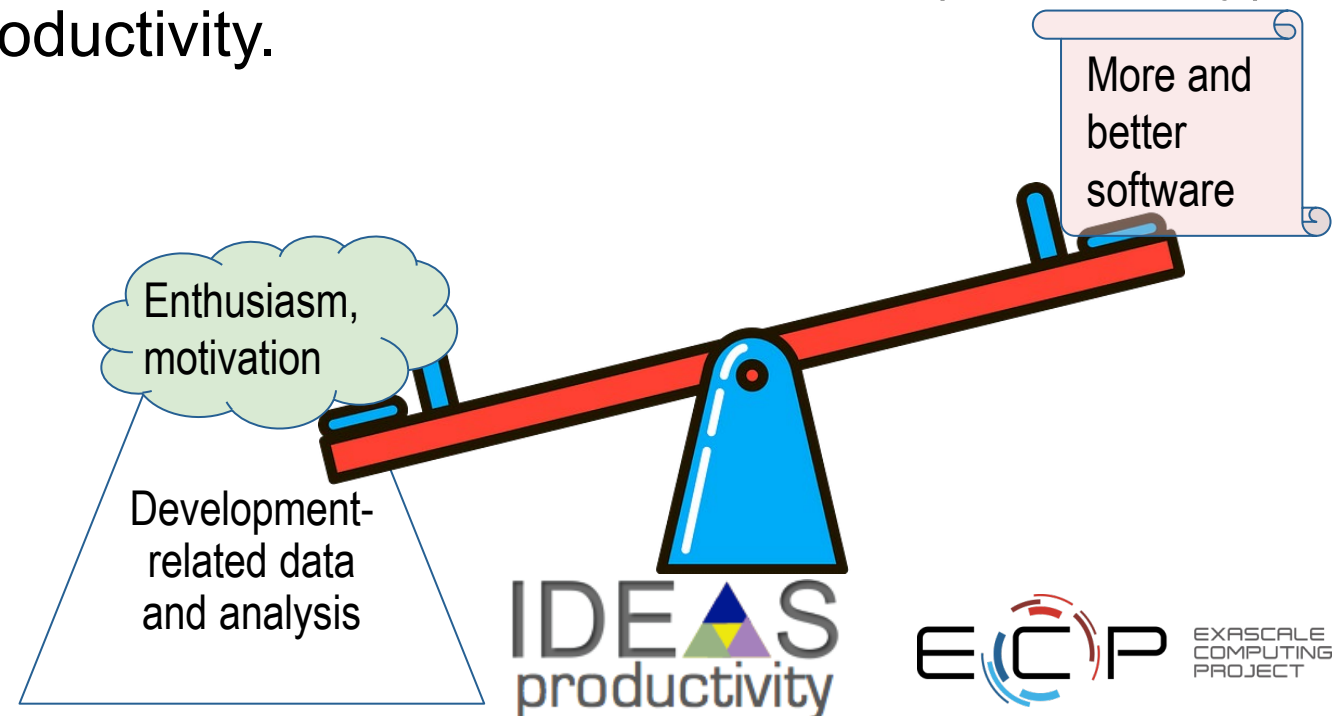 oductivity.
More and
better
software
Enthusiasm,
motivation
Development-
related data
and analysis
IDEAS
productivity
ECP
EXASCALE
COMPUTING
PROJECT